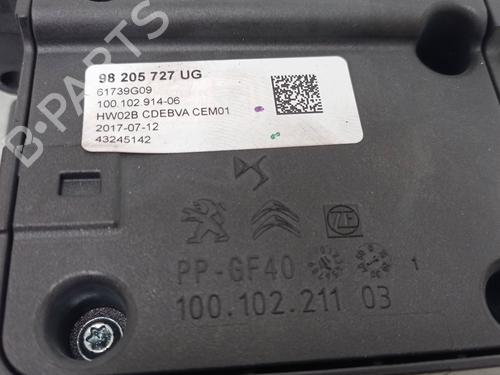 B-PARTS
98 205 727 UG
61739G09
100.102.914-06
HW02B CDEBVA CEM01
2017-07-12
43245142
DS
ZF
PP-GF40
1
100.102.211 03